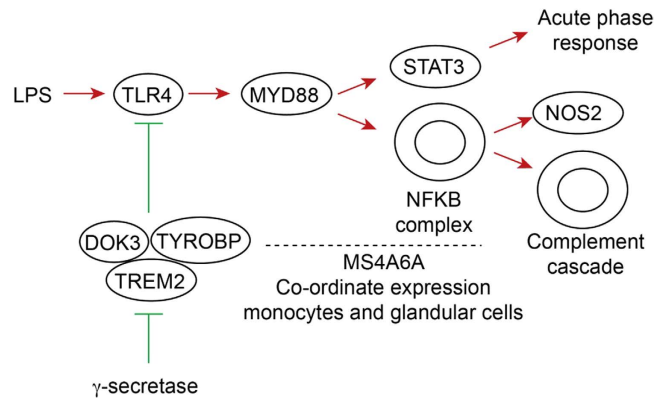 Acute phase
response
STAT3
LPS
TLR4
MYD88
NOS2
NFKB
complex
DOK3
TYROBP
TREM2
Complement
cascade
MS4A6A
Co-ordinate expression
monocytes and glandular cells
γ-secretase